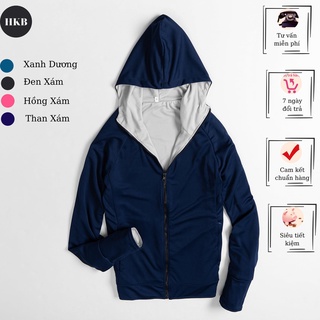 HKB
Xanh Dương
Đen Xám
Hồng Xám
Than Xám
Tư vấn
miễn phí
7 ngày
đổi trả
Cam kết
chuẩn hàng
Siêu tiết
kiệm